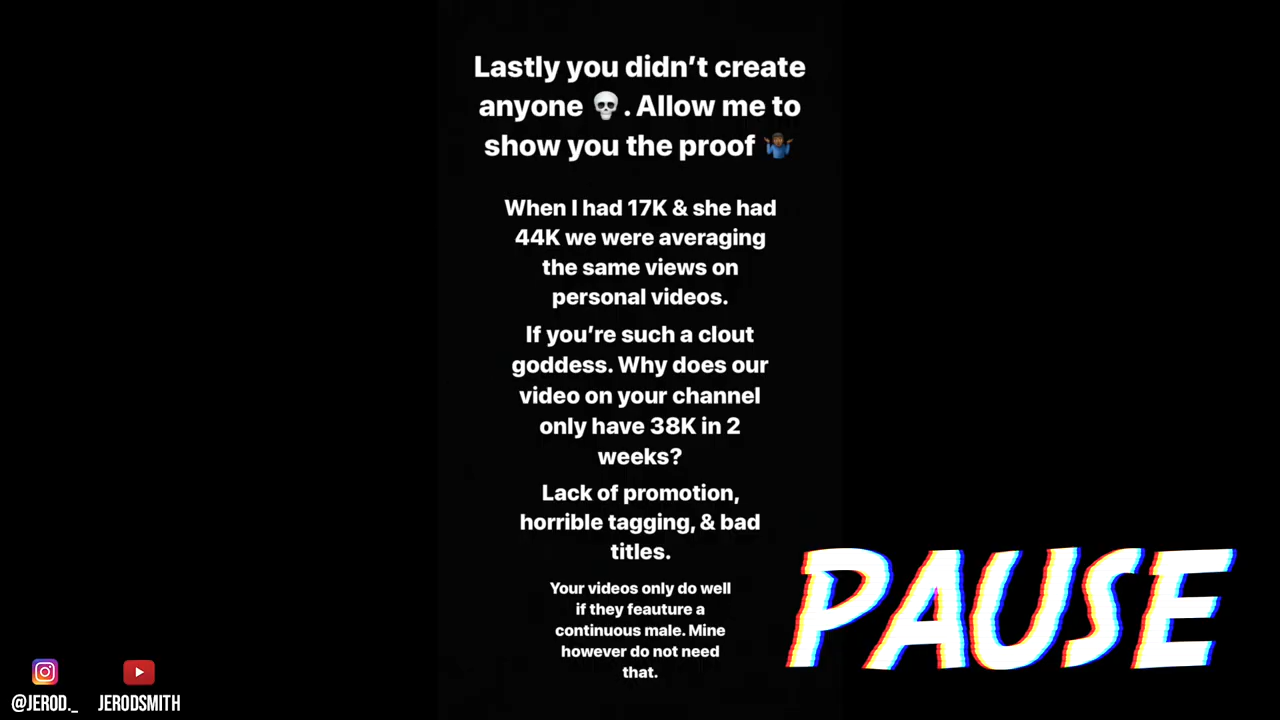 Lastly you didn’t create
anyone 💀. Allow me to
show you the proof 🤷🏾‍♂️
When I had 17K & she had
44K we were averaging
the same views on
personal videos.
If you’re such a clout
goddess. Why does our
video on your channel
only have 38K in 2
weeks?
Lack of promotion,
horrible tagging, & bad
titles.
Your videos only do well
if they feauture a
continuous male. Mine
however do not need
that.
PAUSE
@JEROD._
JERODSMITH